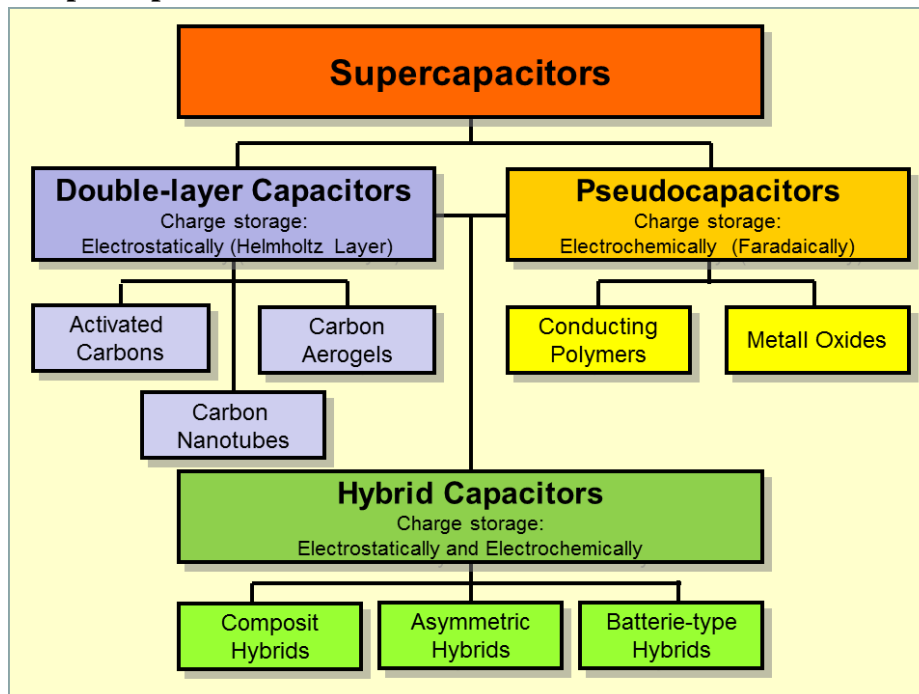 Supercapacitors
Double-layer Capacitors
Charge storage:
Electrostatically (Helmholtz Layer)
Pseudocapacitors
Charge storage:
Electrochemically (Faradaically)
Activated
Carbons
Carbon
Aerogels
Conducting
Polymers
Metall Oxides
Carbon
Nanotubes
Hybrid Capacitors
Charge storage:
Electrostatically and Electrochemically
Composit
Hybrids
Asymmetric
Hybrids
Batterie-type
Hybrids